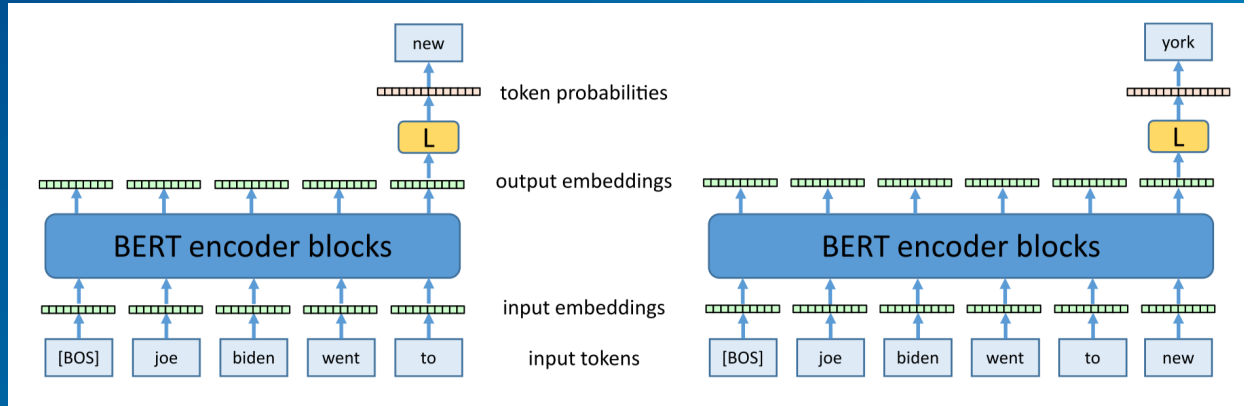 new
york
token probabilities
L
L
output embeddings
BERT encoder blocks
BERT encoder blocks
input embeddings
[BOS] joe biden went to
input tokens
[BOS] joe biden went to new